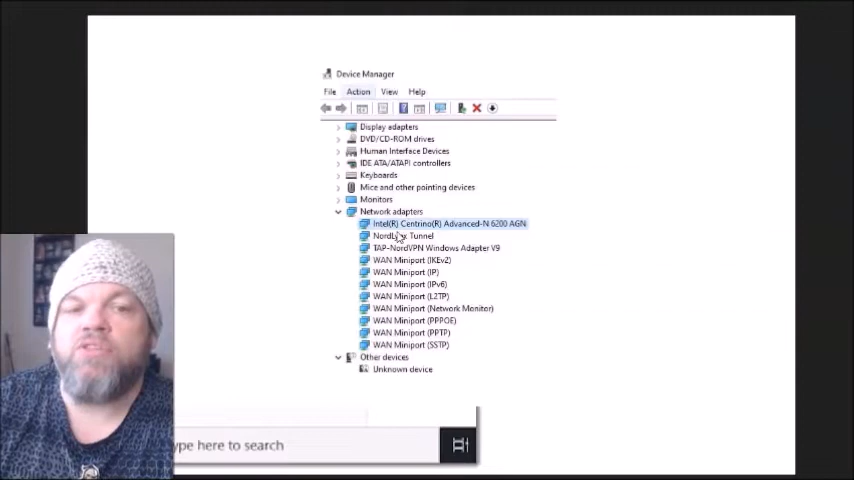 Device Manager
File Action View Help
Display adapters
DVD/CD-ROM drives
Human Interface Devices
IDE ATA/ATAPI controllers
Keyboards
Mice and other pointing devices
Monitors
Network adapters
Intel(R) Centrino(R) Advanced-N 6200 AGN
Tunnel
TAP-NordVPN Windows Adapter V9
WAN Miniport (IKEv2)
WAN Miniport (IP)
WAN Miniport (IPv6)
WAN Miniport (L2TP)
WAN Miniport (Network Monitor)
WAN Miniport (PPPOE)
WAN Miniport (PPTP)
WAN Miniport (SSTP)
Other devices
Unknown device
ype here to search